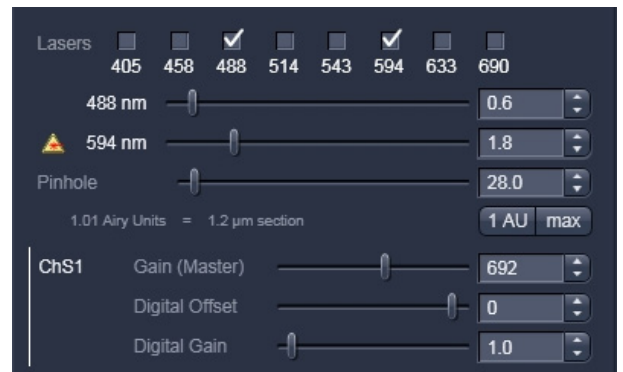 Lasers
405 458 488 514 543 594 633 690
488 nm 0.6
594 nm 1.8
Pinhole 28.0
1.01 Airy Units = 1.2 µm section 1 AU max
ChS1 Gain (Master) 692
Digital Offset 0
Digital Gain 1.0